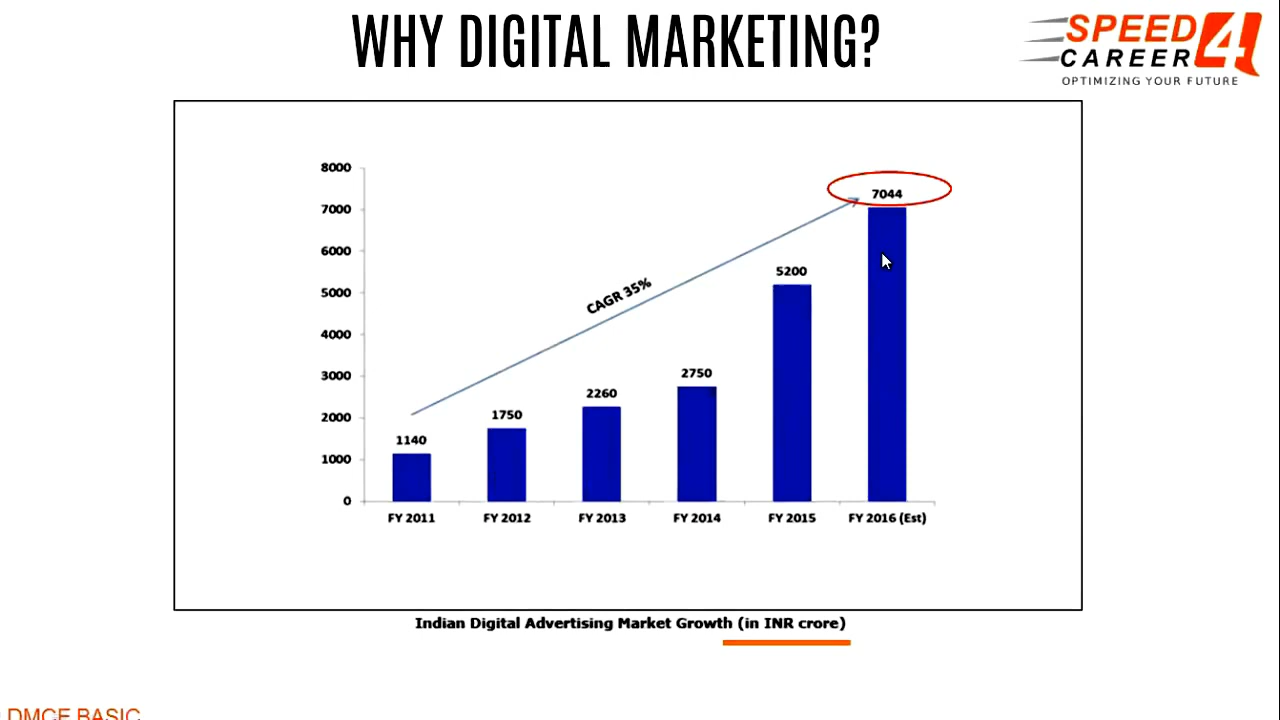 WHY DIGITAL MARKETING?
SPEED 4
CAREER
OPTIMIZING YOUR FUTURE
8000
7000
6000
5000
4000
3000
2000
1000
0
CAGR 35%
1140
1750
2260
2750
5200
7044
FY 2011
FY 2012
FY 2013
FY 2014
FY 2015
FY 2016 (Est)
Indian Digital Advertising Market Growth (in INR crore)
DMCE BASIC